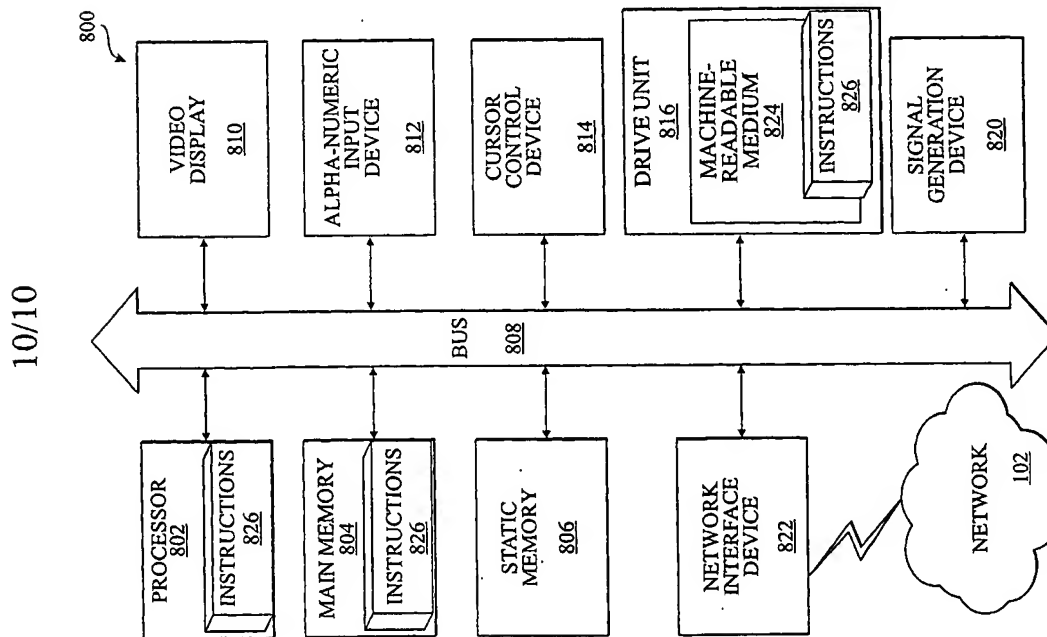 10/10
800
PROCESSOR
802
INSTRUCTIONS
826
MAIN MEMORY
804
INSTRUCTIONS
826
STATIC
MEMORY
806
NETWORK
INTERFACE
DEVICE
822
NETWORK
102
BUS
808
VIDEO
DISPLAY
810
ALPHA-NUMERIC
INPUT
DEVICE
812
CURSOR
CONTROL
DEVICE
814
DRIVE UNIT
816
MACHINE-
READABLE
MEDIUM
824
INSTRUCTIONS
826
SIGNAL
GENERATION
DEVICE
820